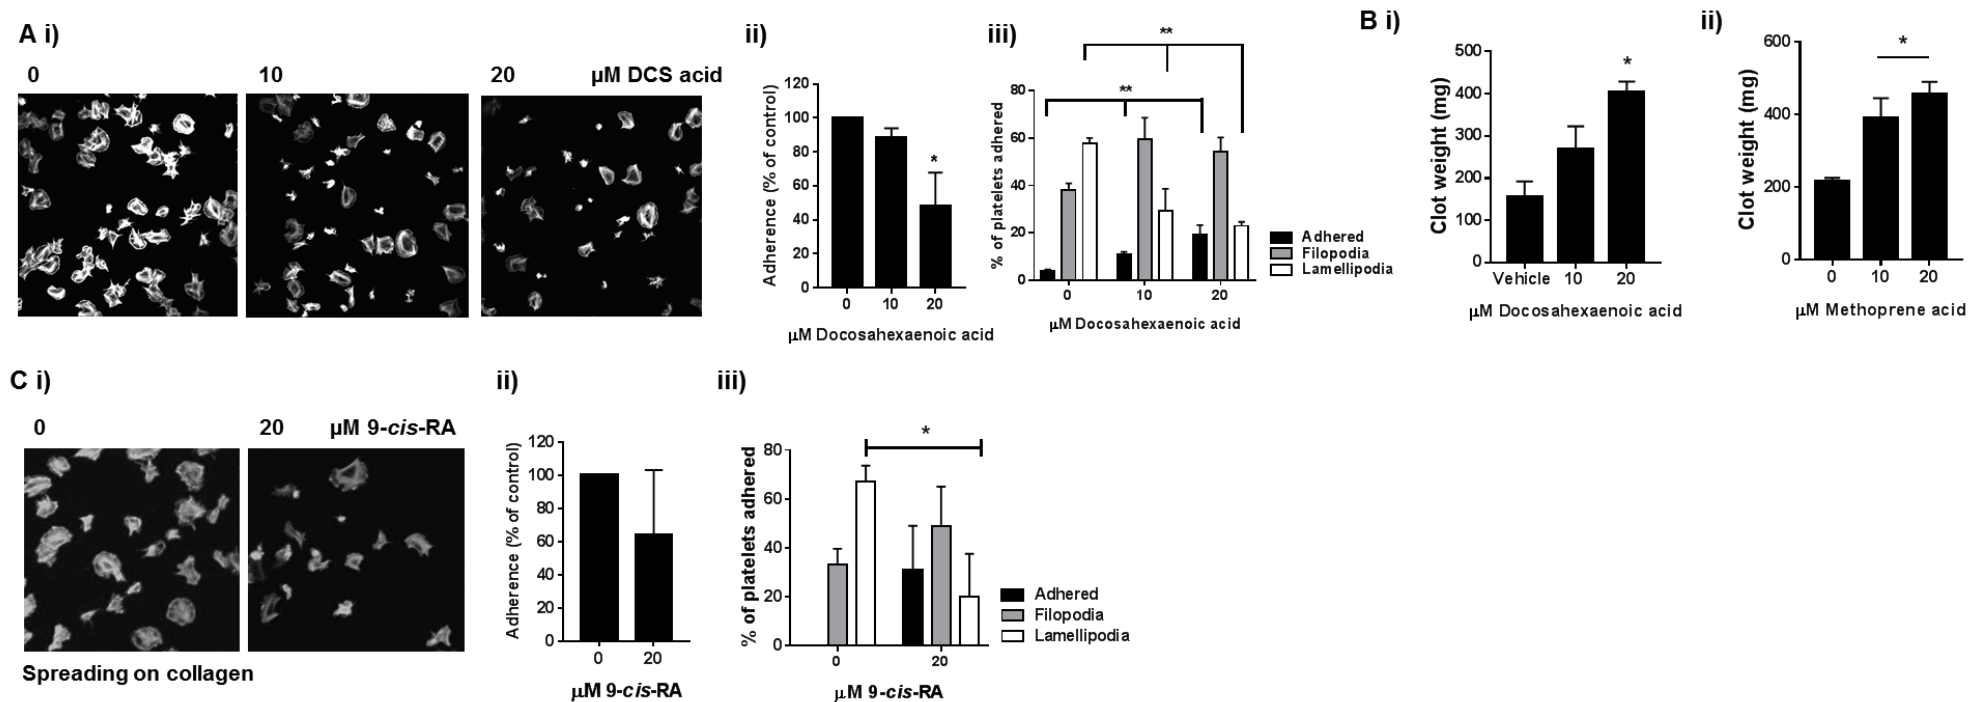 A i)
0
10
20
µM DCS acid
ii)
Adherence (% of control)
120
100
80
60
40
20
0
*
0
10
20
µM Docosahexaenoic acid
iii)
**
**
% of platelets adhered
80
60
40
20
0
0
10
20
µM Docosahexaenoic acid
Adhered
Filopodia
Lamellipodia
B i)
Clot weight (mg)
500
400
300
200
100
0
*
Vehicle
10
20
µM Docosahexaenoic acid
ii)
Clot weight (mg)
600
400
200
0
*
0
10
20
µM Methoprene acid
C i)
0
20
µM 9-cis-RA
Spreading on collagen
ii)
Adherence (% of control)
120
100
80
60
40
20
0
0
20
µM 9-cis-RA
iii)
% of platelets adhered
80
60
40
20
0
*
0
20
µM 9-cis-RA
Adhered
Filopodia
Lamellipodia